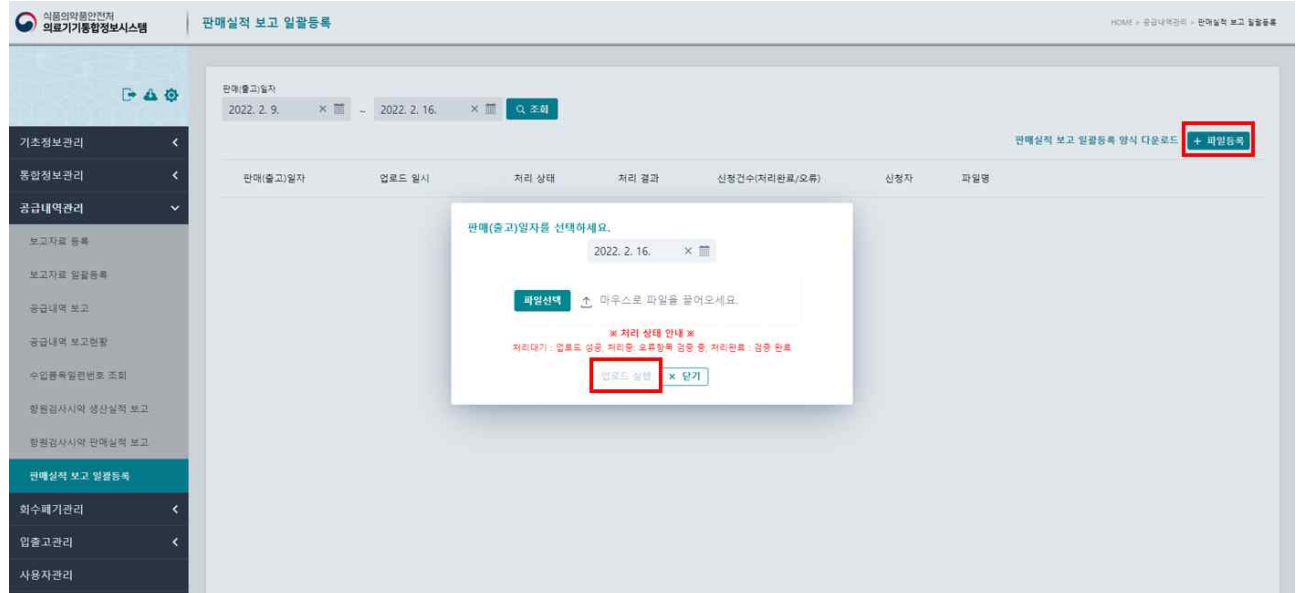 식품의약품안전처
의료기기통합정보시스템
판매실적 보고 일괄등록
HOME > 공급내역관리 > 판매실적 보고 일괄등록
판매(출고)일자
2022. 2. 9. × ~ 2022. 2. 16. × 조회
판매실적 보고 일괄등록 양식 다운로드 + 파일등록
판매(출고)일자 업로드 일시 처리 상태 처리 결과 신청건수(처리완료/오류) 신청자 파일명
기초정보관리
통합정보관리
공급내역관리
보고자료 등록
보고자료 일괄등록
공급내역 보고
공급내역 보고현황
수입품목일련번호 조회
항원검사시약 생산실적 보고
항원검사시약 판매실적 보고
판매실적 보고 일괄등록
회수폐기관리
입출고관리
사용자관리
판매(출고)일자를 선택하세요.
2022. 2. 16. ×
파일선택 마우스로 파일을 끌어오세요.
※ 처리 상태 안내 ※
처리대기 : 업로드 성공, 처리중: 오류항목 검증 중, 처리완료 : 검증 완료
업로드 실행 × 닫기